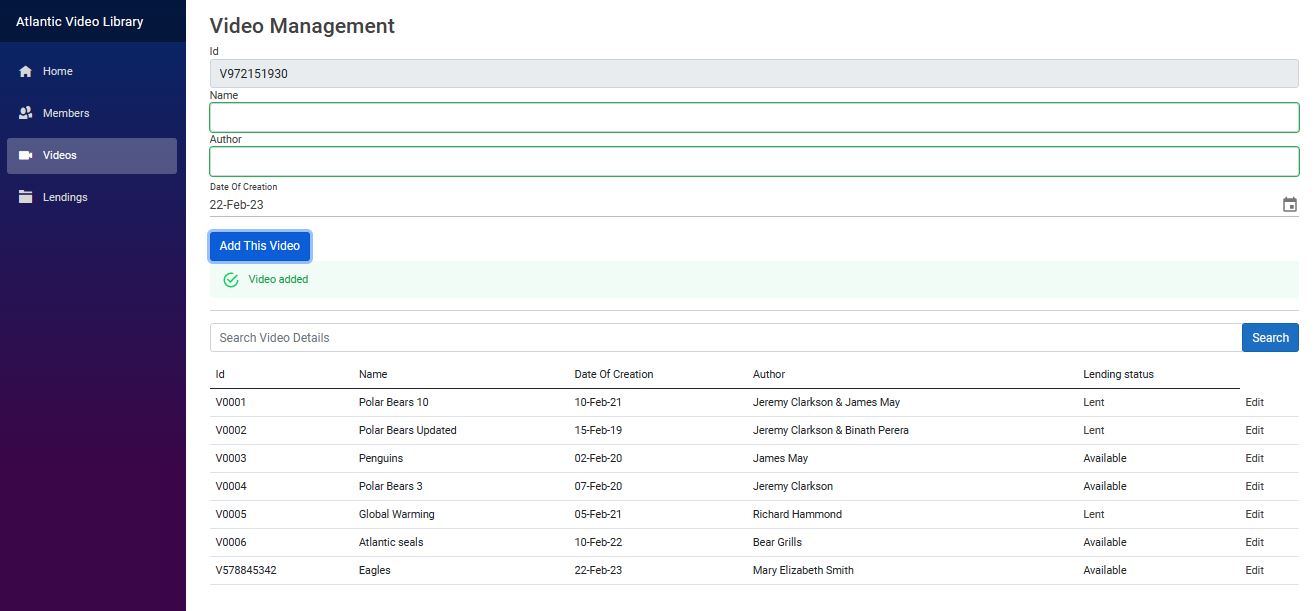 Atlantic Video Library
Home
Members
Videos
Lendings
Video Management
Id
V972151930
Name
Author
Date Of Creation
22-Feb-23
Add This Video
Video added
Search Video Details
Search
Id Name Date Of Creation Author Lending status
V0001 Polar Bears 10 10-Feb-21 Jeremy Clarkson & James May Lent Edit
V0002 Polar Bears Updated 15-Feb-19 Jeremy Clarkson & Binath Perera Lent Edit
V0003 Penguins 02-Feb-20 James May Available Edit
V0004 Polar Bears 3 07-Feb-20 Jeremy Clarkson Available Edit
V0005 Global Warming 05-Feb-21 Richard Hammond Lent Edit
V0006 Atlantic seals 10-Feb-22 Bear Grills Available Edit
V578845342 Eagles 22-Feb-23 Mary Elizabeth Smith Available Edit